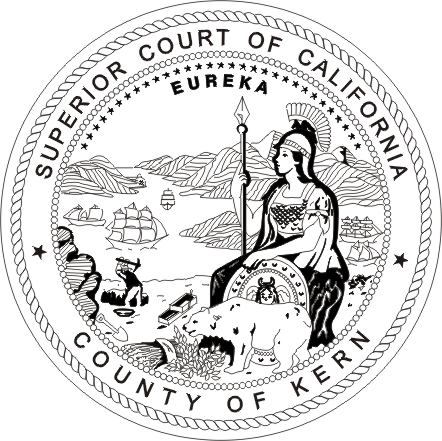 SUPERIOR COURT OF CALIFORNIA
EUREKA
COUNTY OF KERN